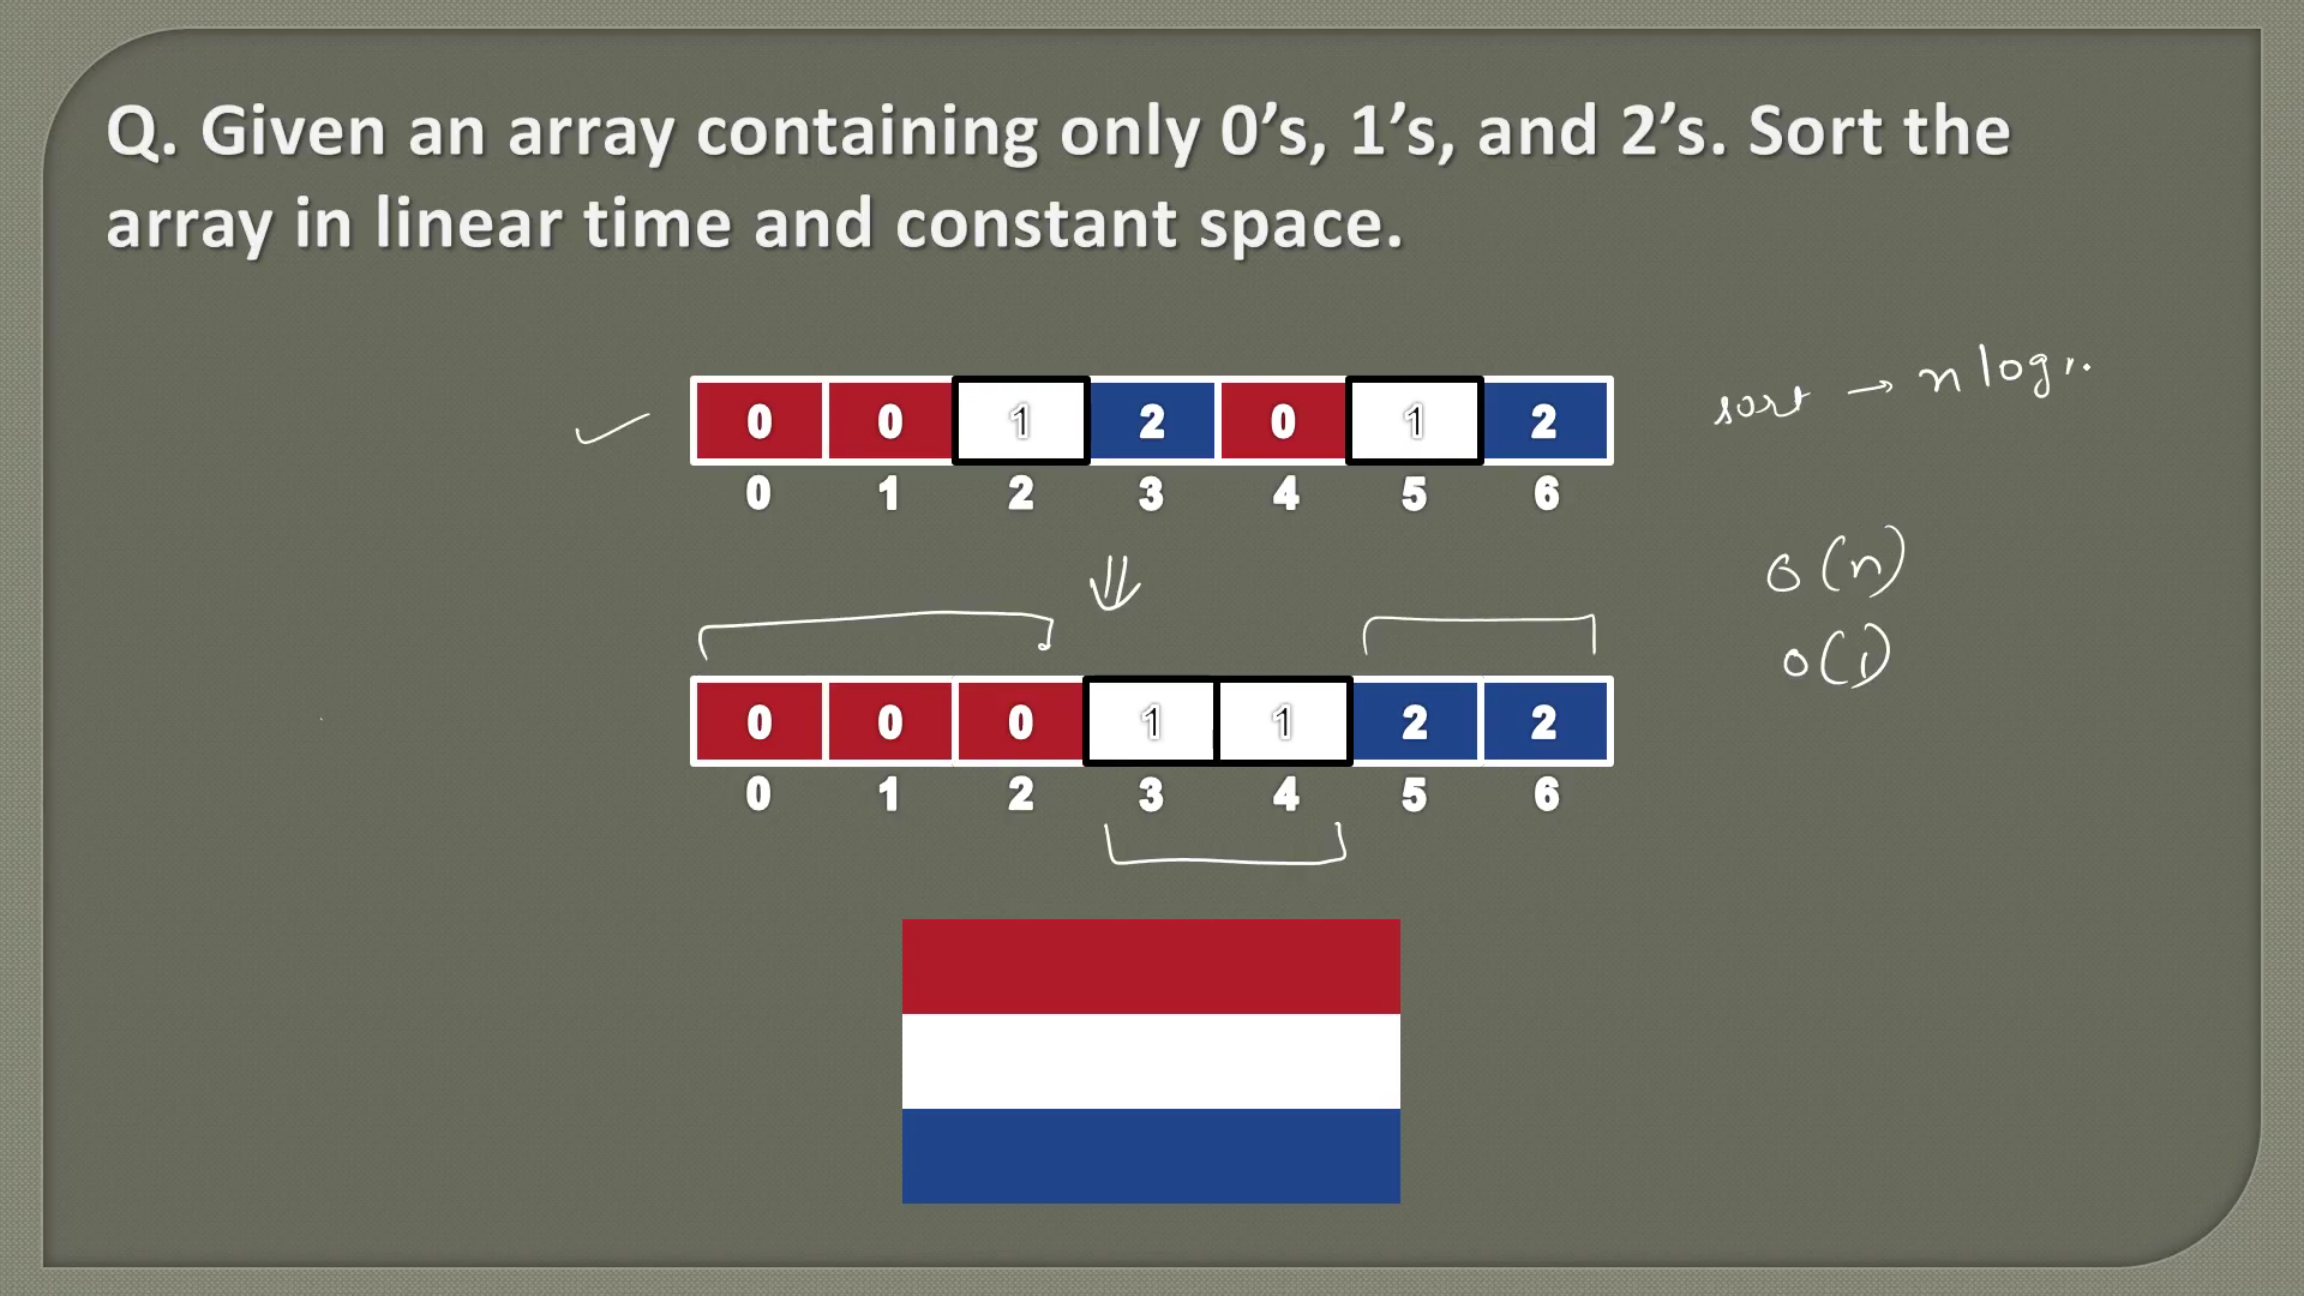 Q. Given an array containing only 0’s, 1’s, and 2’s. Sort the
array in linear time and constant space.
0 0 1 2 0 1 2
sort → n log
0 1 2 3 4 5 6
O(n)
O(1)
0 0 0 1 1 2 2
0 1 2 3 4 5 6